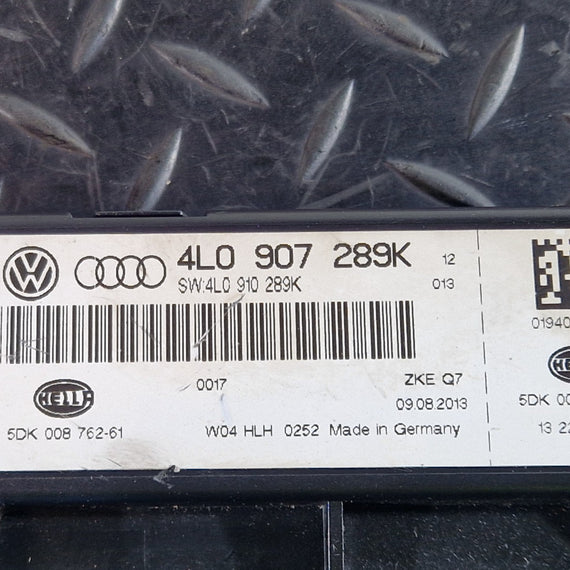 4L0 907 289K 12
SW:4L0 910 289K 013
0017 ZKE Q7
HELLA 09.08.2013
5DK 008 762-61 W04 HLH 0252 Made in Germany
01940
5DK 00
13 22